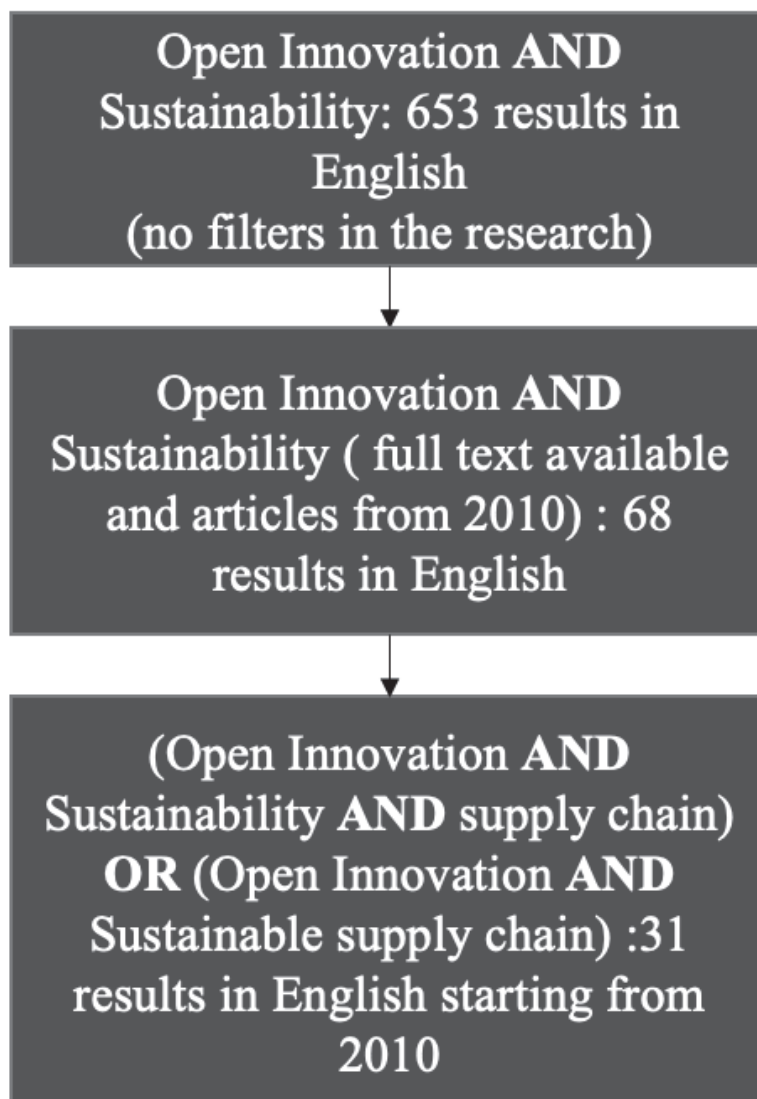 Open Innovation AND
Sustainability: 653 results in
English
(no filters in the research)
Open Innovation AND
Sustainability ( full text available
and articles from 2010) : 68
results in English
(Open Innovation AND
Sustainability AND supply chain)
OR (Open Innovation AND
Sustainable supply chain) :31
results in English starting from
2010